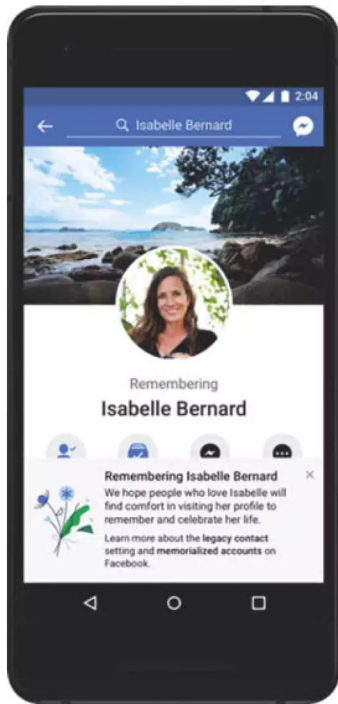 2:04
Isabelle Bernard
Remembering
Isabelle Bernard
Remembering Isabelle Bernard
We hope people who love Isabelle will
find comfort in visiting her profile to
remember and celebrate her life.
Learn more about the legacy contact
setting and memorialized accounts on
Facebook.